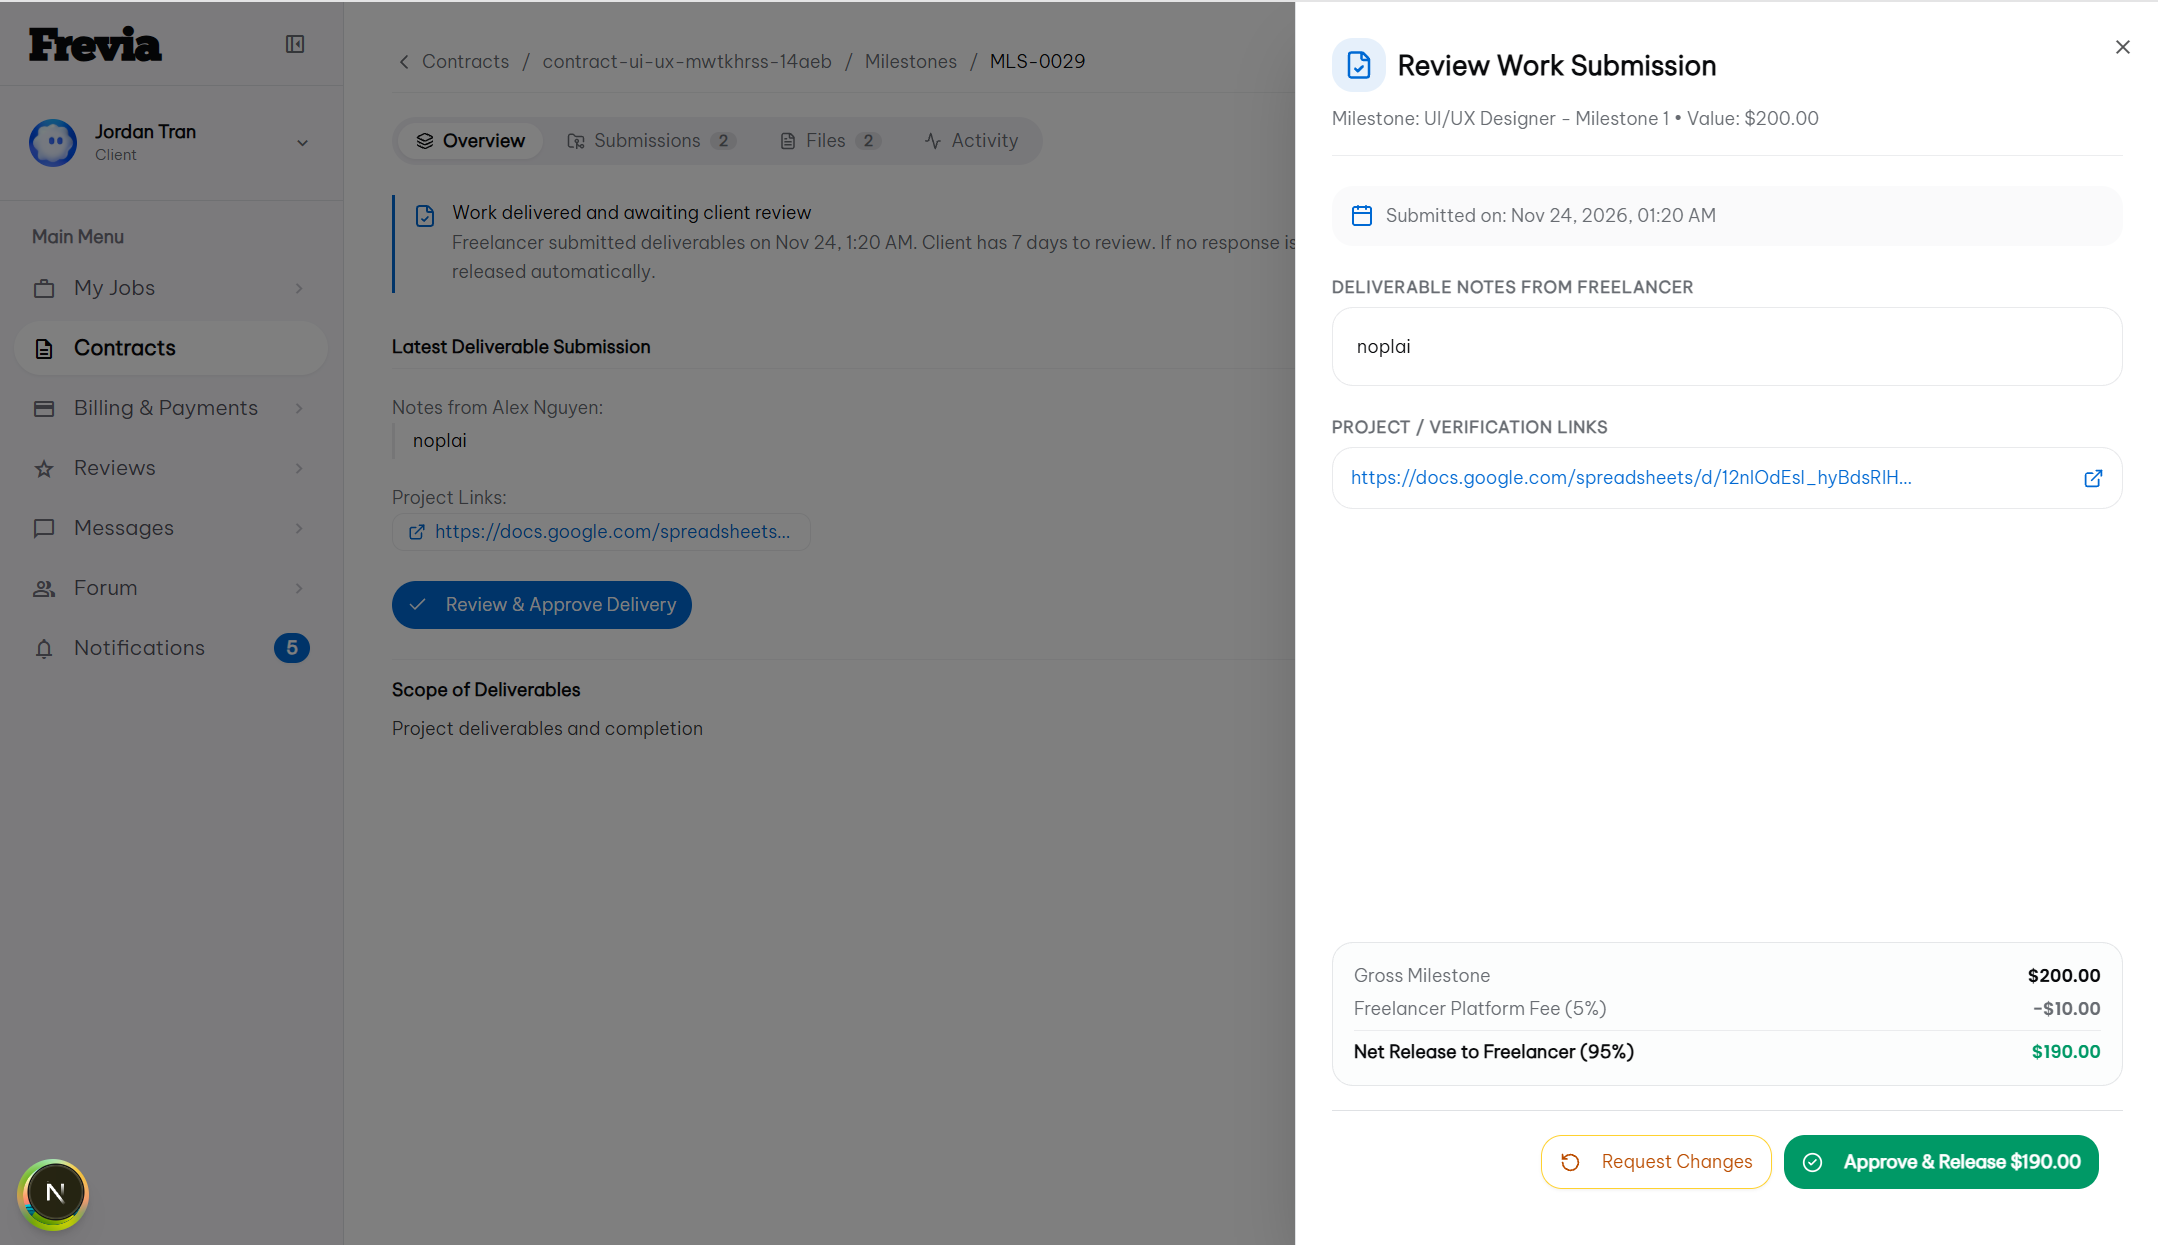 Frevia
Jordan Tran
Client
Main Menu
My Jobs
Contracts
Billing & Payments
Reviews
Messages
Forum
Notifications 5
N
Contracts / contract-ui-ux-mwtkhrss-14aeb / Milestones / MLS-0029
Overview Submissions 2 Files 2 Activity
Work delivered and awaiting client review
Freelancer submitted deliverables on Nov 24, 1:20 AM. Client has 7 days to review. If no response is
released automatically.
Latest Deliverable Submission
Notes from Alex Nguyen:
noplai
Project Links:
https://docs.google.com/spreadsheets...
Review & Approve Delivery
Scope of Deliverables
Project deliverables and completion
Review Work Submission
Milestone: UI/UX Designer - Milestone 1 • Value: $200.00
Submitted on: Nov 24, 2026, 01:20 AM
DELIVERABLE NOTES FROM FREELANCER
noplai
PROJECT / VERIFICATION LINKS
https://docs.google.com/spreadsheets/d/12nlOdEsl_hyBdsRlH...
Gross Milestone $200.00
Freelancer Platform Fee (5%) -$10.00
Net Release to Freelancer (95%) $190.00
Request Changes
Approve & Release $190.00